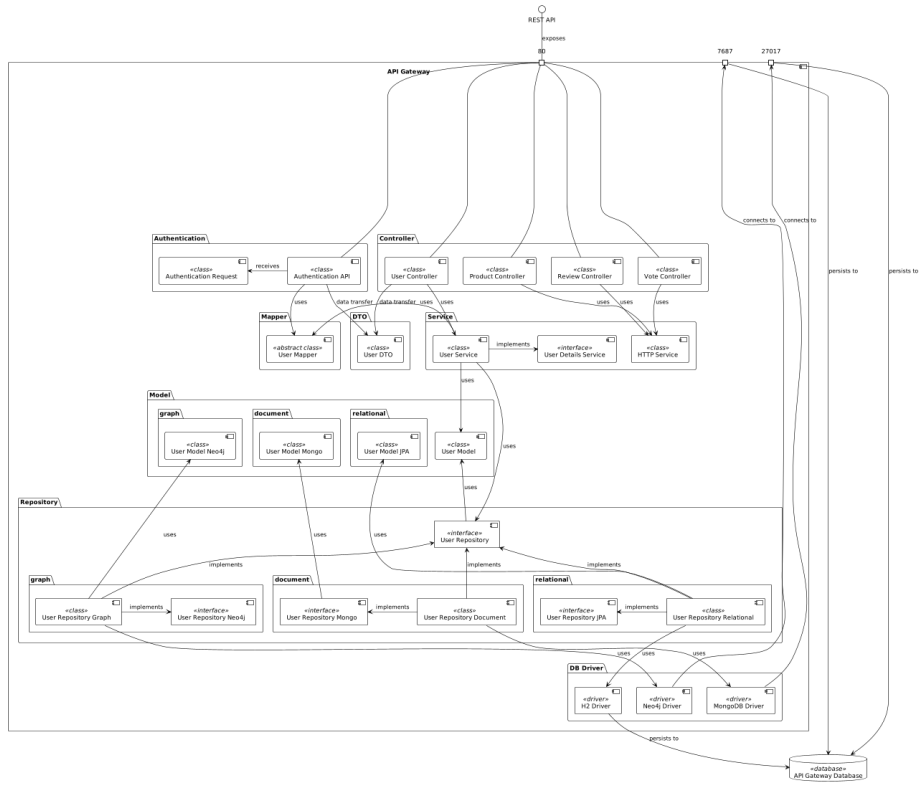 REST API
exposes
80
7687
27017
API Gateway
connects to
connects to
persists to
persists to
Authentication
Controller
«class»
Authentication Request
receives
«class»
Authentication API
«class»
User Controller
«class»
Product Controller
«class»
Review Controller
«class»
Vote Controller
uses
data transfer
data transfer
uses
uses
uses
uses
uses
Mapper
DTO
Service
«abstract class»
User Mapper
«class»
User DTO
«class»
User Service
implements
«interface»
User Details Service
«class»
HTTP Service
uses
Model
graph
document
relational
«class»
User Model Neo4j
«class»
User Model Mongo
«class»
User Model JPA
«class»
User Model
uses
uses
Repository
«interface»
User Repository
uses
uses
uses
implements
implements
implements
graph
document
relational
«class»
User Repository Graph
implements
«interface»
User Repository Neo4j
«interface»
User Repository Mongo
implements
«class»
User Repository Document
«interface»
User Repository JPA
implements
«class»
User Repository Relational
uses
uses
uses
DB Driver
«driver»
H2 Driver
«driver»
Neo4j Driver
«driver»
MongoDB Driver
persists to
«database»
API Gateway Database